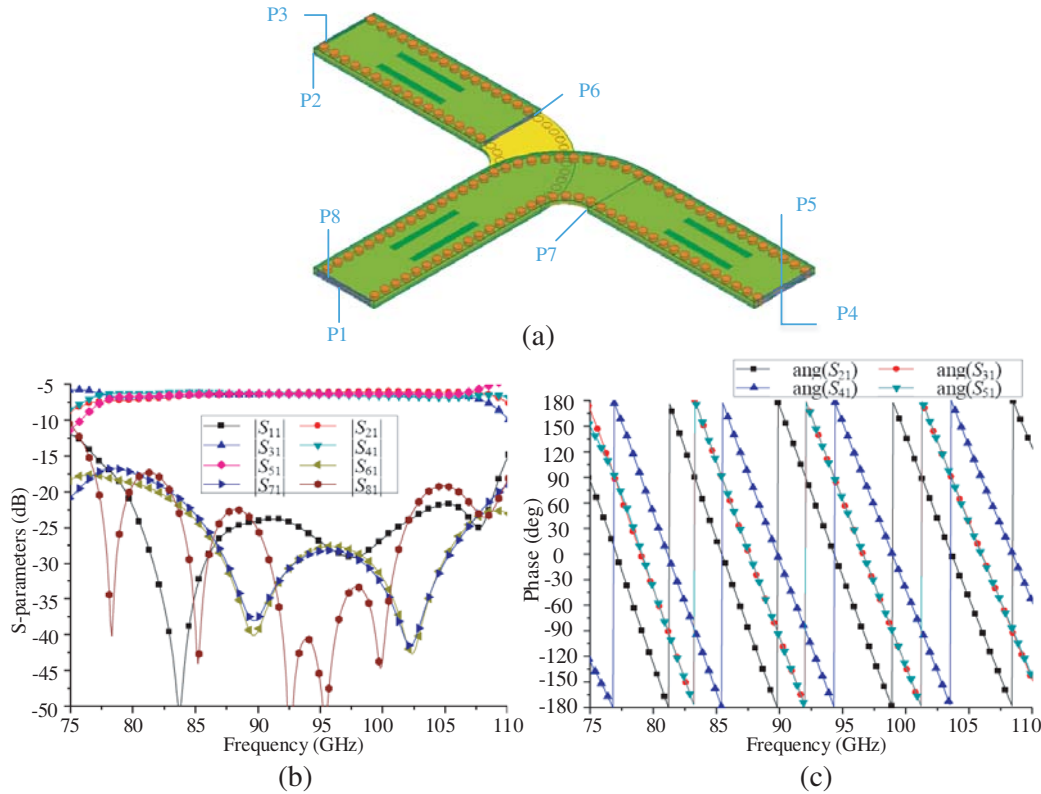 P3
P6
P2
P8
P5
P7
P1
P4
(a)
-5
-10
-15
-20
-25
-30
-35
-40
-45
-50
S-parameters (dB)
|S11| |S21|
|S31| |S41|
|S51| |S61|
|S71| |S81|
75 80 85 90 95 100 105 110
Frequency (GHz)
(b)
ang(S21) ang(S31)
ang(S41) ang(S51)
180
150
120
90
60
30
0
-30
-60
-90
-120
-150
-180
Phase (deg)
75 80 85 90 95 100 105 110
Frequency (GHz)
(c)